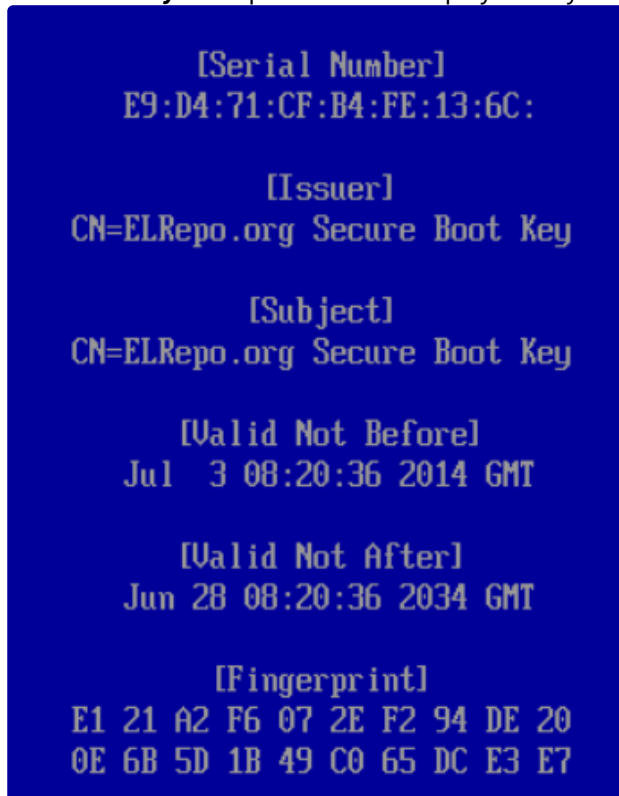 [Serial Number]
E9:D4:71:CF:B4:FE:13:6C:
[Issuer]
CN=ELRepo.org Secure Boot Key
[Subject]
CN=ELRepo.org Secure Boot Key
[Valid Not Before]
Jul  3 08:20:36 2014 GMT
[Valid Not After]
Jun 28 08:20:36 2034 GMT
[Fingerprint]
E1 21 A2 F6 07 2E F2 94 DE 20
0E 6B 5D 1B 49 C0 65 DC E3 E7